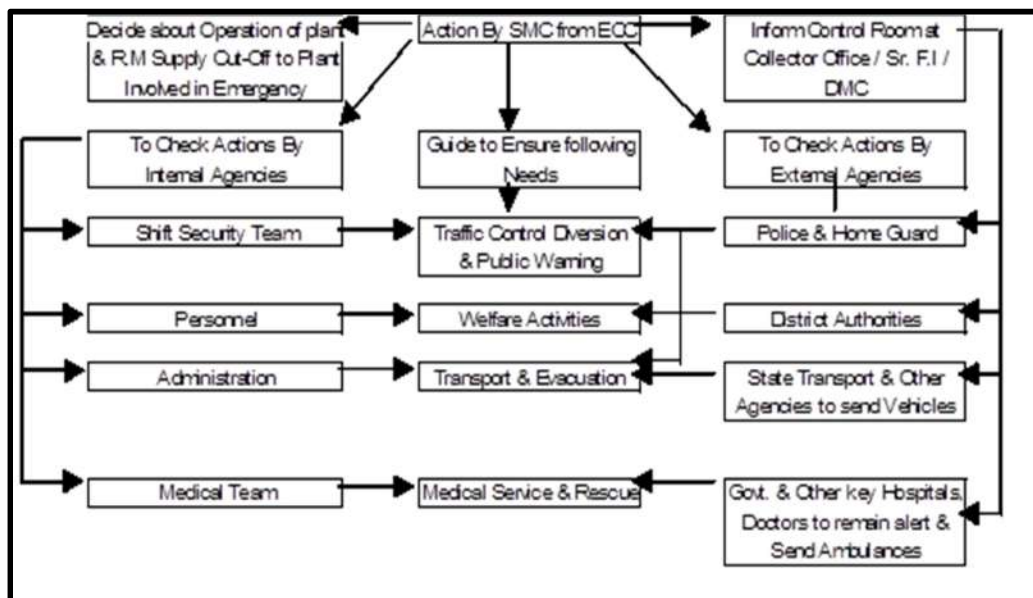 Decide about Operation of plant
& R.M Supply Cut-Off to Plant
Involved in Emergency
Action By SMC from ECC
Inform Control Room at
Collector Office / Sr. F.I /
DMC
To Check Actions By
Internal Agencies
Guide to Ensure following
Needs
To Check Actions By
External Agencies
Shift Security Team
Traffic Control Diversion
& Public Warning
Police & Home Guard
Personnel
Welfare Activities
District Authorities
Administration
Transport & Evacuation
State Transport & Other
Agencies to send Vehicles
Medical Team
Medical Service & Rescue
Govt. & Other key Hospitals,
Doctors to remain alert &
Send Ambulances